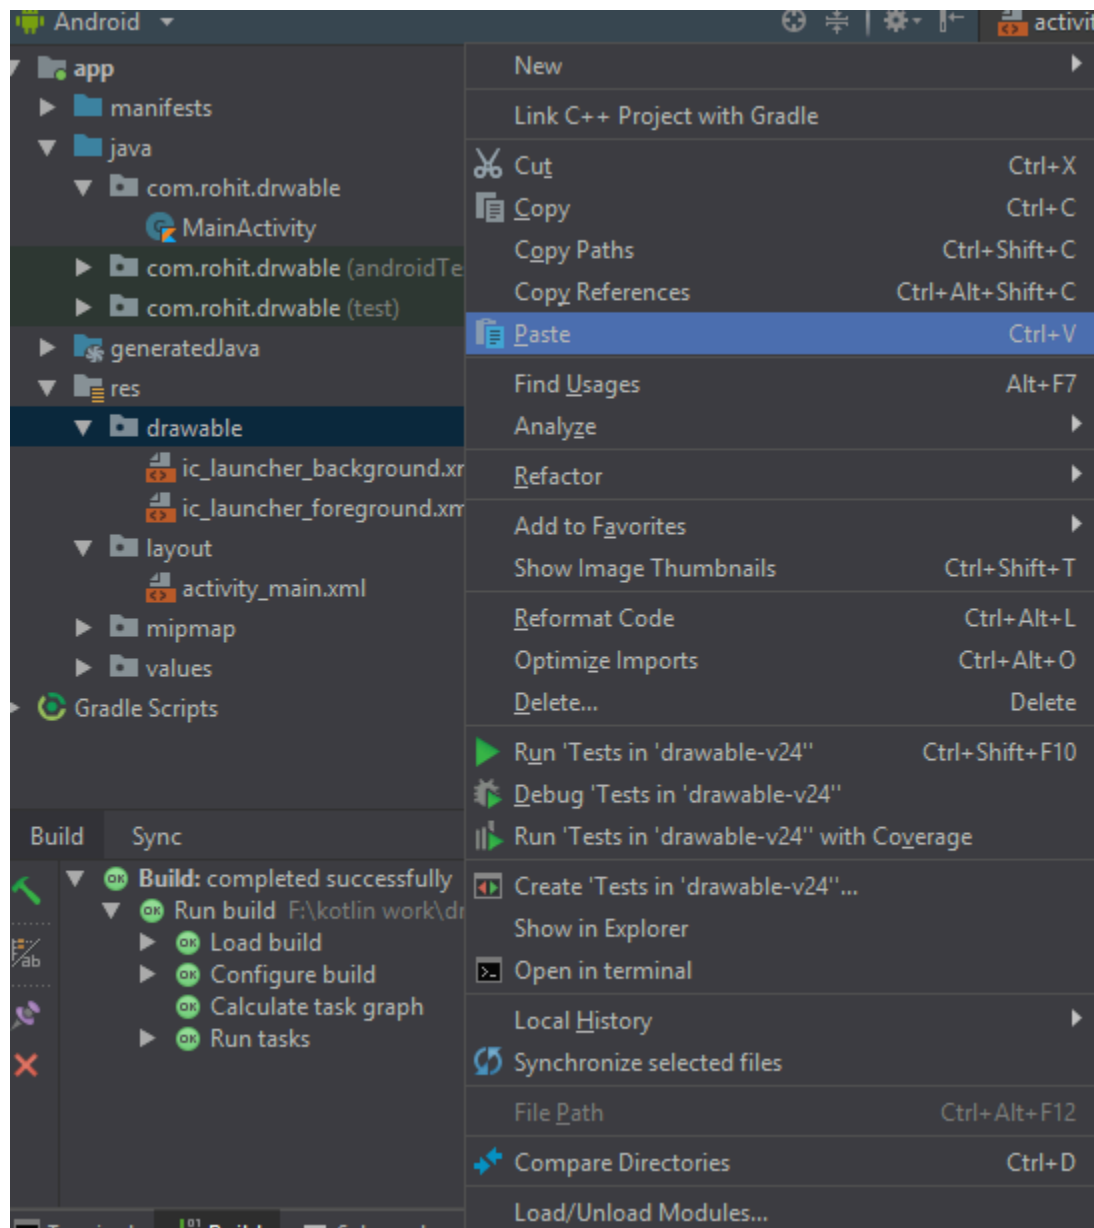 Android
activit
app
manifests
java
com.rohit.drwable
MainActivity
com.rohit.drwable (androidTe
com.rohit.drwable (test)
generatedJava
res
drawable
ic_launcher_background.xm
ic_launcher_foreground.xm
layout
activity_main.xml
mipmap
values
Gradle Scripts
New
Link C++ Project with Gradle
Cut Ctrl+X
Copy Ctrl+C
Copy Paths Ctrl+Shift+C
Copy References Ctrl+Alt+Shift+C
Paste Ctrl+V
Find Usages Alt+F7
Analyze
Refactor
Add to Favorites
Show Image Thumbnails Ctrl+Shift+T
Reformat Code Ctrl+Alt+L
Optimize Imports Ctrl+Alt+O
Delete... Delete
Run 'Tests in 'drawable-v24'' Ctrl+Shift+F10
Debug 'Tests in 'drawable-v24''
Run 'Tests in 'drawable-v24'' with Coverage
Create 'Tests in 'drawable-v24''...
Show in Explorer
Open in terminal
Local History
Synchronize selected files
File Path Ctrl+Alt+F12
Compare Directories Ctrl+D
Load/Unload Modules...
Build Sync
Build: completed successfully
Run build F:\kotlin work\dr
Load build
Configure build
Calculate task graph
Run tasks